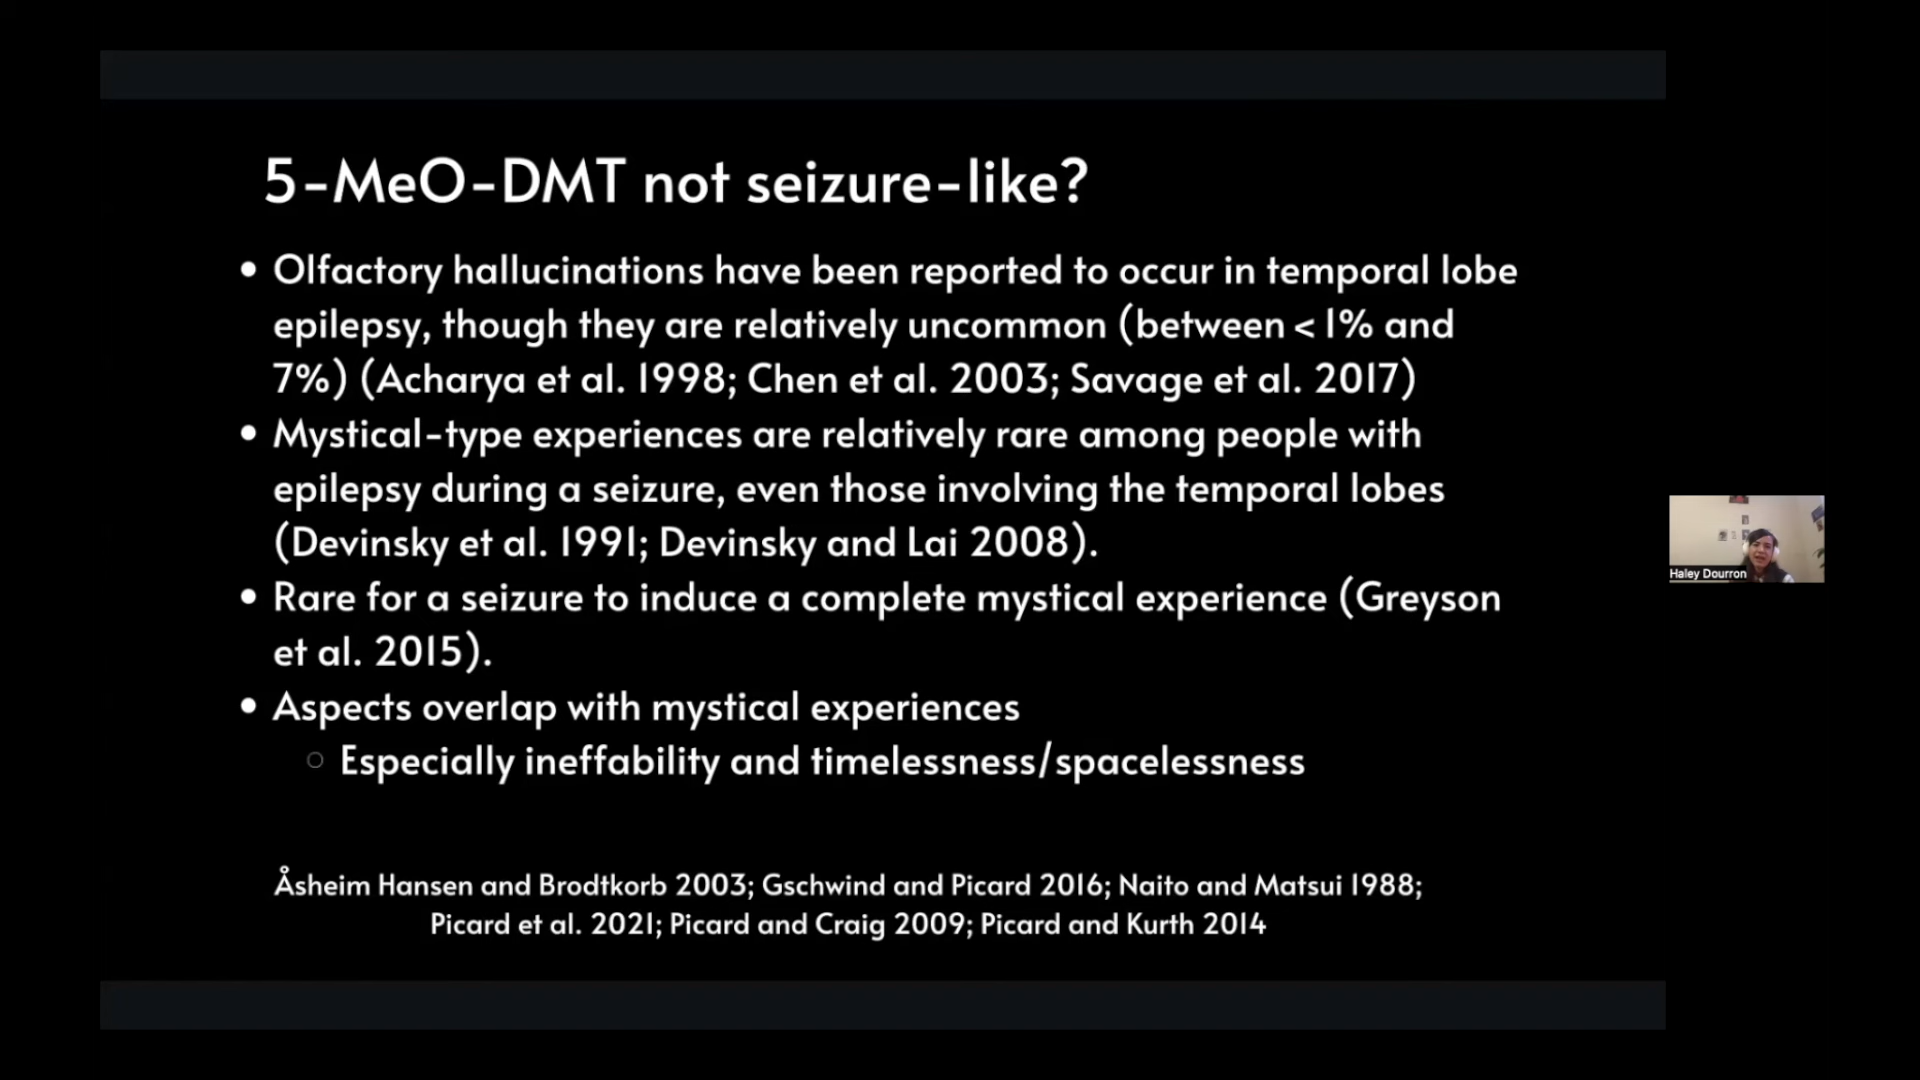 5-MeO-DMT not seizure-like?
• Olfactory hallucinations have been reported to occur in temporal lobe
epilepsy, though they are relatively uncommon (between < 1% and
7%) (Acharya et al. 1998; Chen et al. 2003; Savage et al. 2017)
• Mystical-type experiences are relatively rare among people with
epilepsy during a seizure, even those involving the temporal lobes
(Devinsky et al. 1991; Devinsky and Lai 2008).
• Rare for a seizure to induce a complete mystical experience (Greyson
et al. 2015).
• Aspects overlap with mystical experiences
○ Especially ineffability and timelessness/spacelessness
Åsheim Hansen and Brodtkorb 2003; Gschwind and Picard 2016; Naito and Matsui 1988;
Picard et al. 2021; Picard and Craig 2009; Picard and Kurth 2014
Haley Dourron